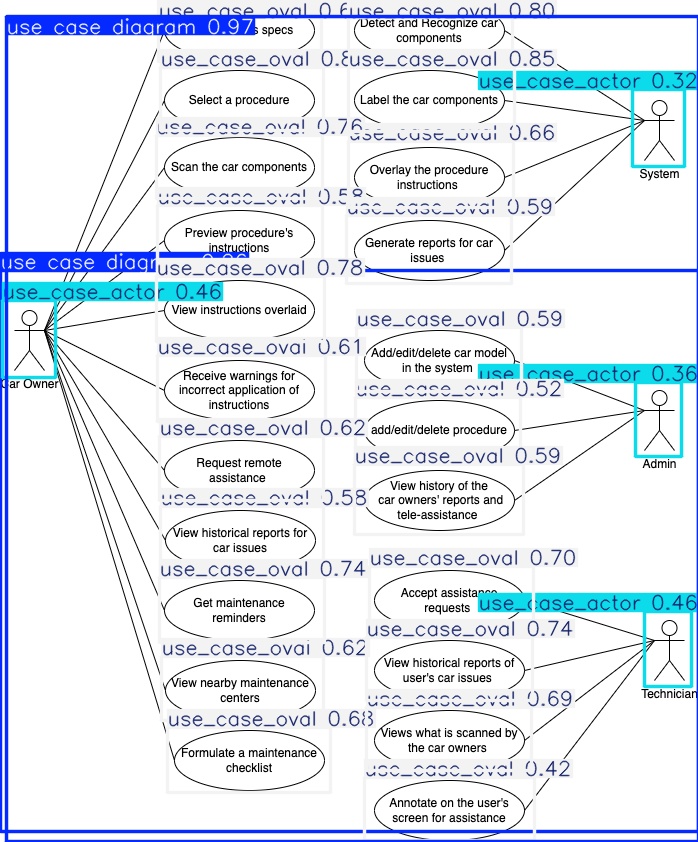 use_case_diagram 0.97
s specs
use_case_oval 0.8
Select a procedure
use_case_oval 0.76
Scan the car components
use_case_oval 0.58
Preview procedure's
instructions
use_case_oval 0.78
View instructions overlaid
use_case_oval 0.61
Receive warnings for
incorrect application of
instructions
use_case_oval 0.62
Request remote
assistance
use_case_oval 0.58
View historical reports for
car issues
use_case_oval 0.74
Get maintenance
reminders
use_case_oval 0.62
View nearby maintenance
centers
use_case_oval 0.68
Formulate a maintenance
checklist
use_case_actor 0.46
Car Owner
use_case_oval 0.80
Detect and Recognize car
components
use_case_oval 0.85
Label the car components
use_case_oval 0.66
Overlay the procedure
instructions
use_case_oval 0.59
Generate reports for car
issues
use_case_actor 0.32
System
use_case_oval 0.59
Add/edit/delete car model
in the system
use_case_oval 0.52
add/edit/delete procedure
use_case_oval 0.59
View history of the
car owners' reports and
tele-assistance
use_case_actor 0.36
Admin
use_case_oval 0.70
Accept assistance
requests
use_case_oval 0.74
View historical reports of
user's car issues
use_case_oval 0.69
Views what is scanned by
the car owners
use_case_oval 0.42
Annotate on the user's
screen for assistance
use_case_actor 0.46
Technician